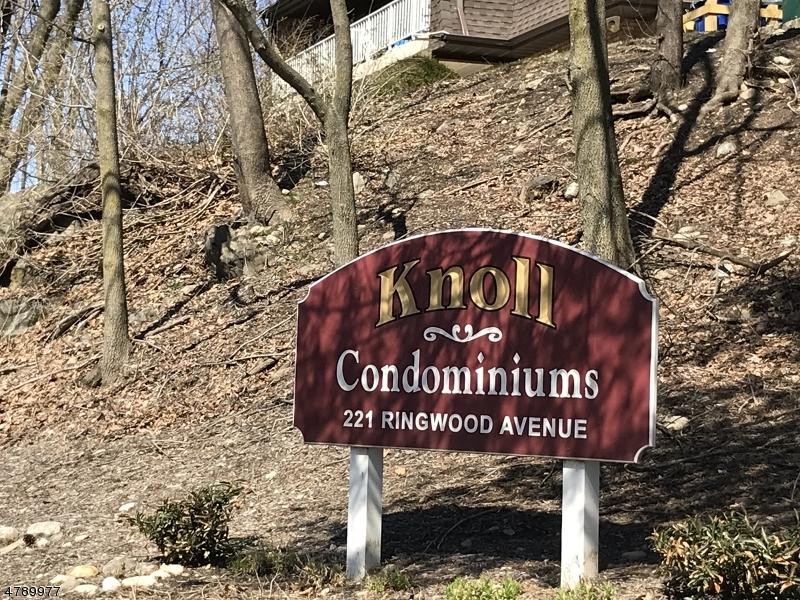 Knoll
Condominiums
221 RINGWOOD AVENUE
4789977